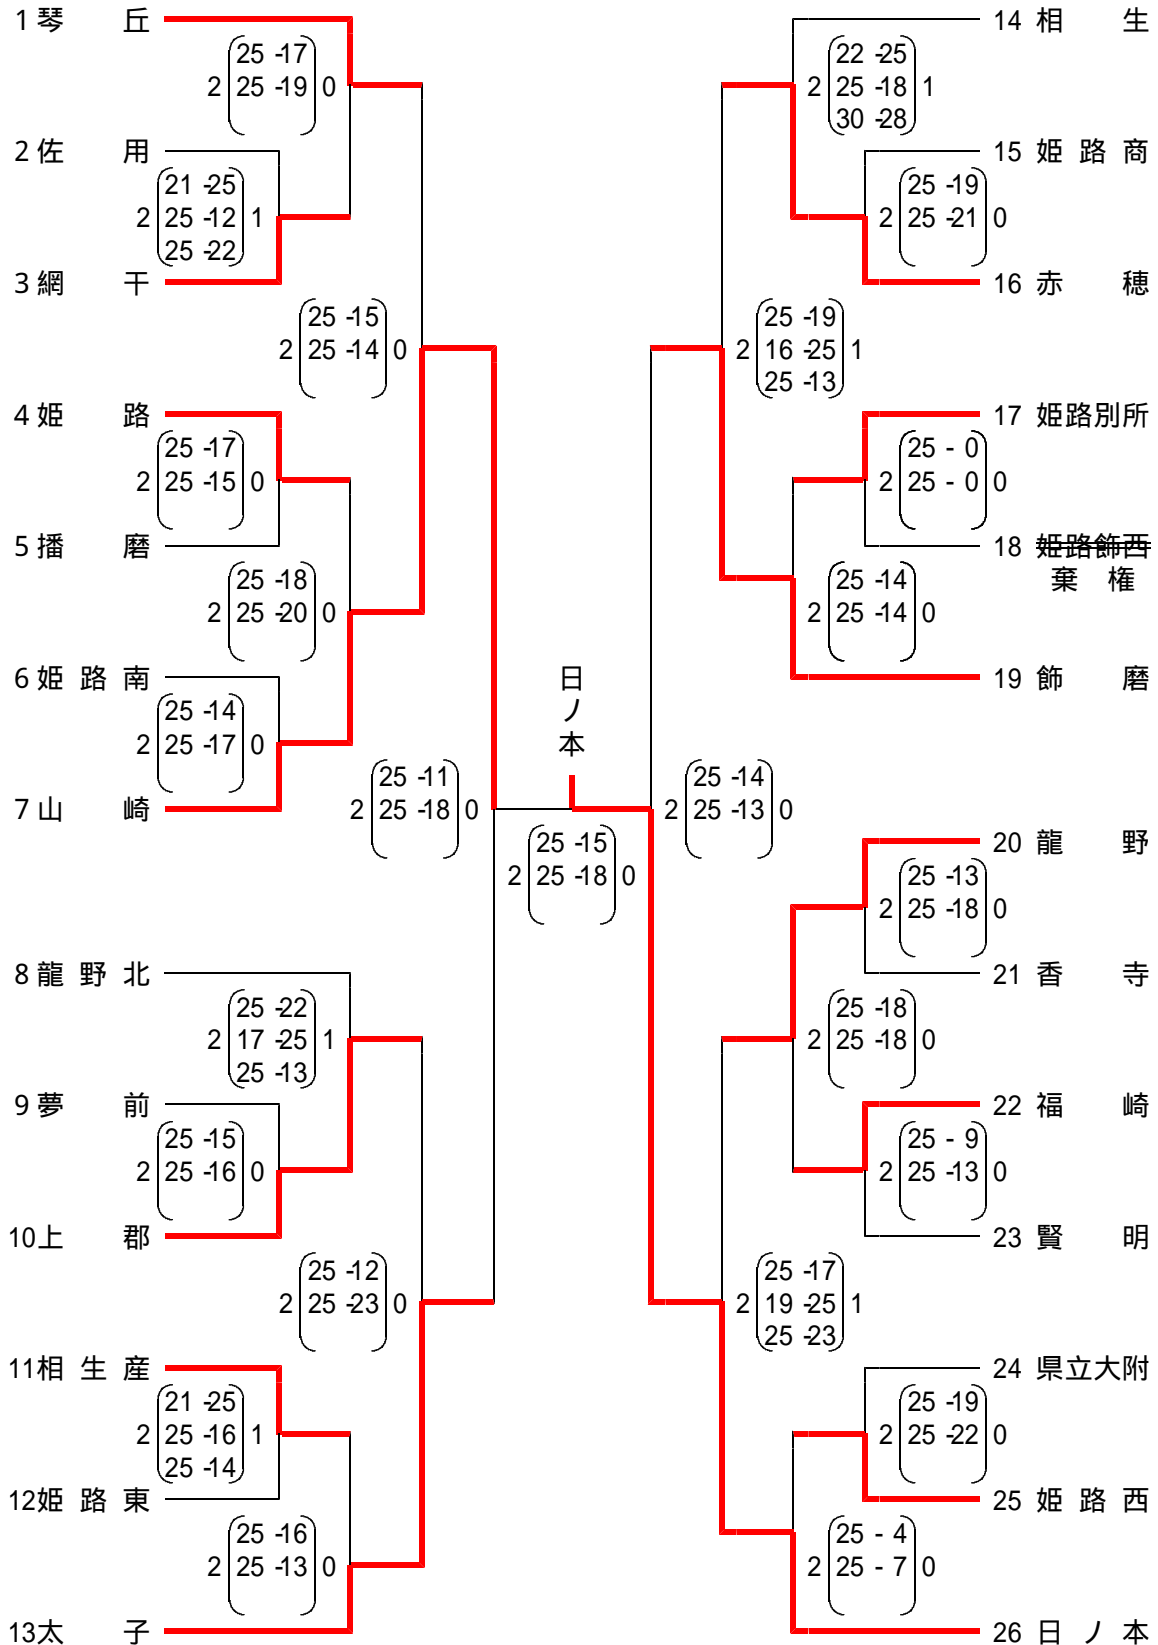 1 琴 丘
25 -17
2 25 -19 0
2 佐 用
21 -25
2 25 -12 1
25 -22
3 網 干
25 -15
2 25 -14 0
4 姫 路
25 -17
2 25 -15 0
5 播 磨
25 -18
2 25 -20 0
6 姫 路 南
25 -14
2 25 -17 0
7 山 崎
25 -11
2 25 -18 0
8 龍 野 北
25 -22
2 17 -25 1
25 -13
9 夢 前
25 -15
2 25 -16 0
10 上 郡
25 -12
2 25 -23 0
11 相 生 産
21 -25
2 25 -16 1
25 -14
12 姫 路 東
25 -16
2 25 -13 0
13 太 子
日ノ本
25 -15
2 25 -18 0
14 相 生
22 -25
2 25 -18 1
30 -28
15 姫 路 商
25 -19
2 25 -21 0
16 赤 穂
25 -19
2 16 -25 1
25 -13
17 姫路別所
25 - 0
2 25 - 0 0
18 姫路飾西
棄 権
25 -14
2 25 -14 0
19 飾 磨
25 -14
2 25 -13 0
20 龍 野
25 -13
2 25 -18 0
21 香 寺
25 -18
2 25 -18 0
22 福 崎
25 - 9
2 25 -13 0
23 賢 明
25 -17
2 19 -25 1
25 -23
24 県立大附
25 -19
2 25 -22 0
25 姫 路 西
25 - 4
2 25 - 7 0
26 日 ノ 本